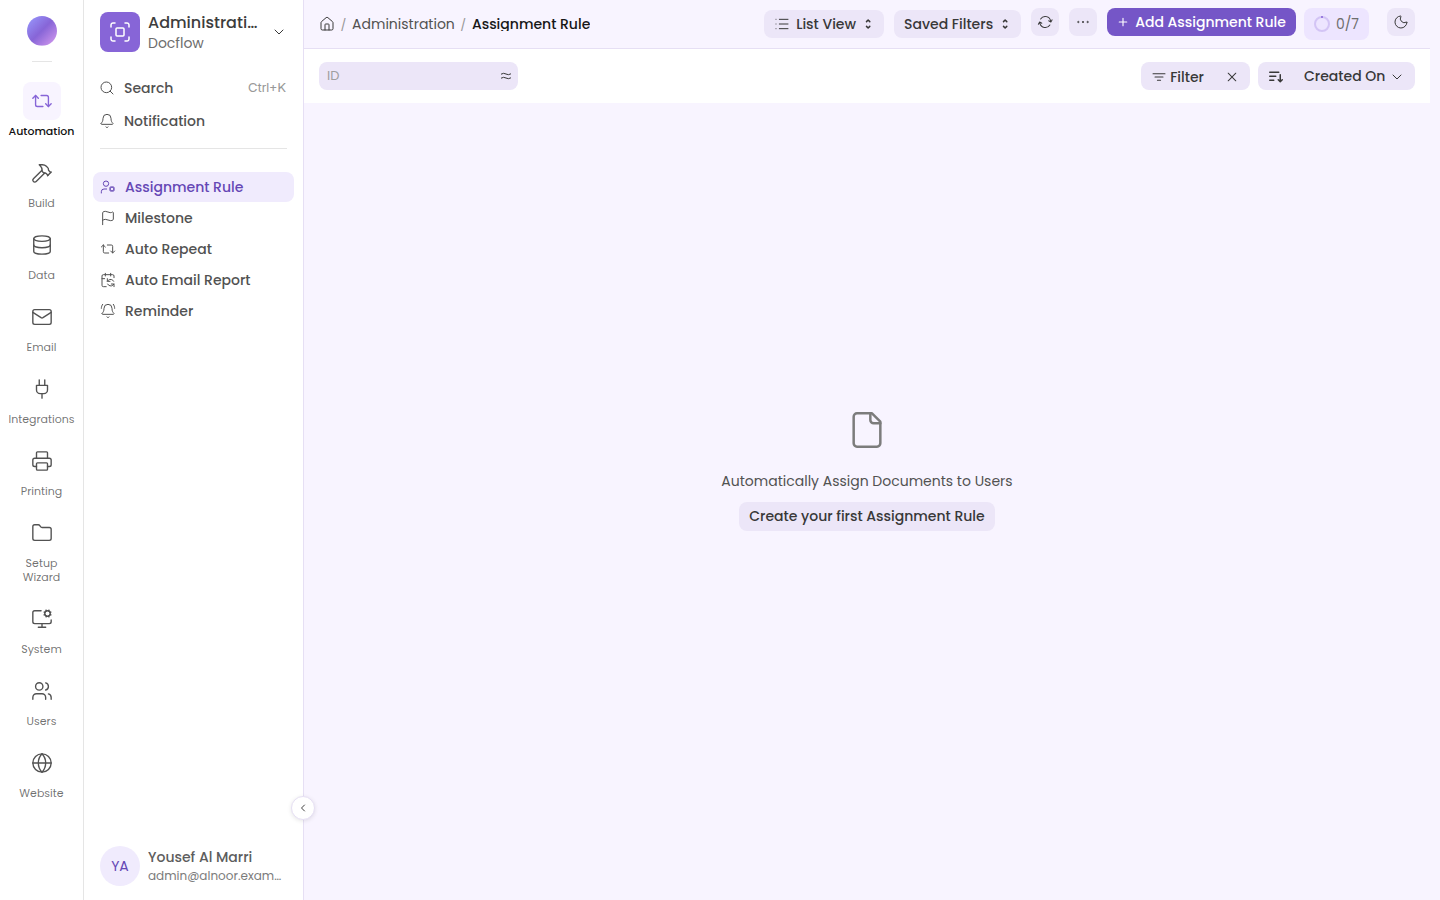 Automation
Build
Data
Email
Integrations
Printing
Setup
Wizard
System
Users
Website
Administrati...
Docflow
Search Ctrl+K
Notification
Assignment Rule
Milestone
Auto Repeat
Auto Email Report
Reminder
YA
Yousef Al Marri
admin@alnoor.exam...
/ Administration / Assignment Rule
List View
Saved Filters
Add Assignment Rule
0/7
ID
Filter
Created On
Automatically Assign Documents to Users
Create your first Assignment Rule